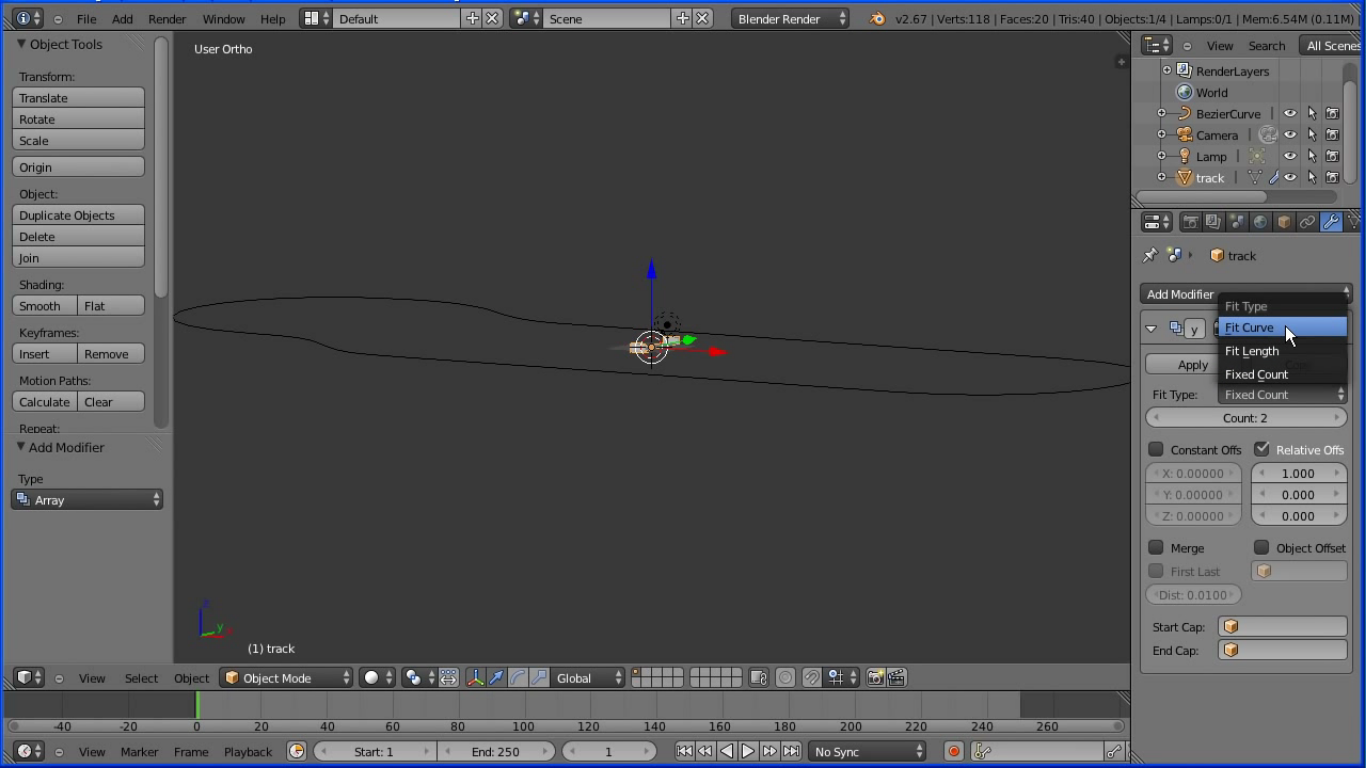 File Add Render Window Help Default Scene Blender Render v2.67 | Verts:118 | Faces:20 | Tris:40 | Objects:1/4 | Lamps:0/1 | Mem:6.54M (0.11M)
Object Tools
Transform:
Translate
Rotate
Scale
Origin
Object:
Duplicate Objects
Delete
Join
Shading:
Smooth Flat
Keyframes:
Insert Remove
Motion Paths:
Calculate Clear
Repeat:
Add Modifier
Type
Array
User Ortho
z
y
(1) track
View Select Object Object Mode Global
-40 -20 0 20 40 60 80 100 120 140 160 180 200 220 240 260
View Marker Frame Playback Start: 1 End: 250 1 No Sync
View Search All Scenes
RenderLayers
World
BezierCurve
Camera
Lamp
track
track
Add Modifier
Fit Type
Fit Curve
Fit Length
Fixed Count
y
Apply
Fit Type: Fixed Count
Count: 2
Constant Offs Relative Offs
X: 0.00000 1.000
Y: 0.00000 0.000
Z: 0.00000 0.000
Merge Object Offset
First Last
Dist: 0.0100
Start Cap:
End Cap: